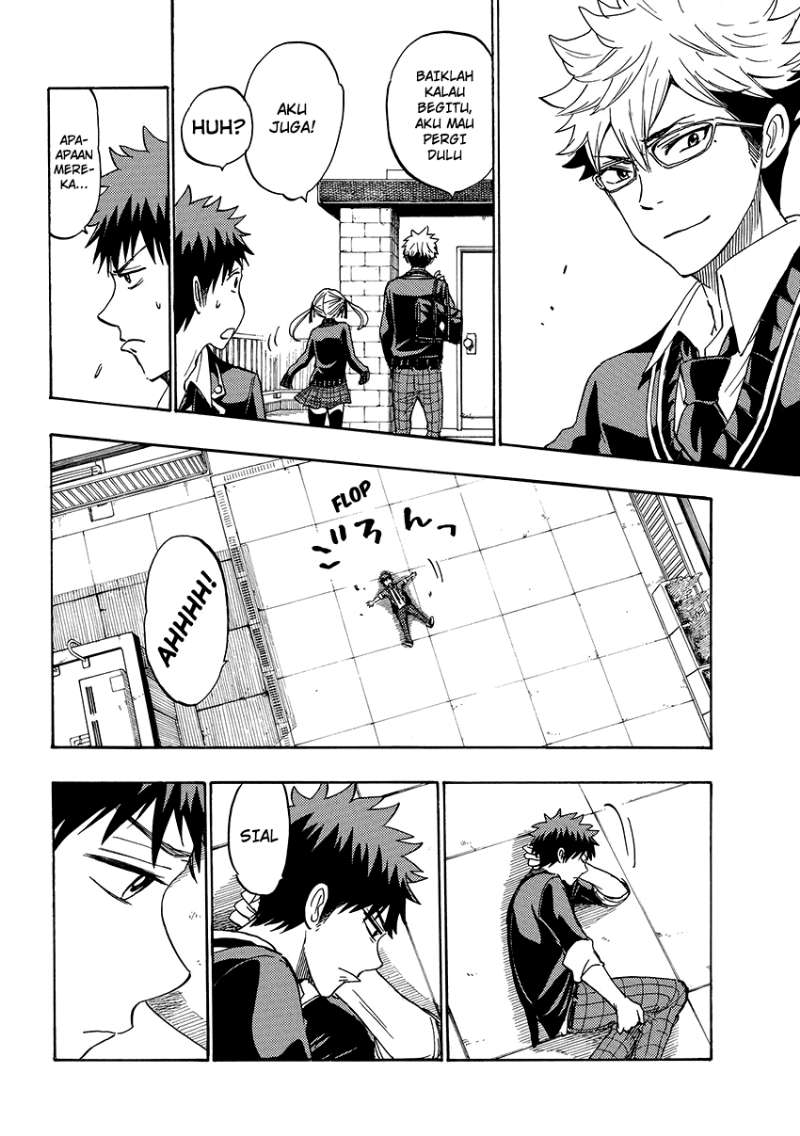 BAIKLAH
KALAU
BEGITU,
AKU MAU
PERGI
DULU
AKU
JUGA!
HUH?
APA-
APAAN
MERE-
KA...
FLOP
ごろんっ
AHHHH!
SIAL